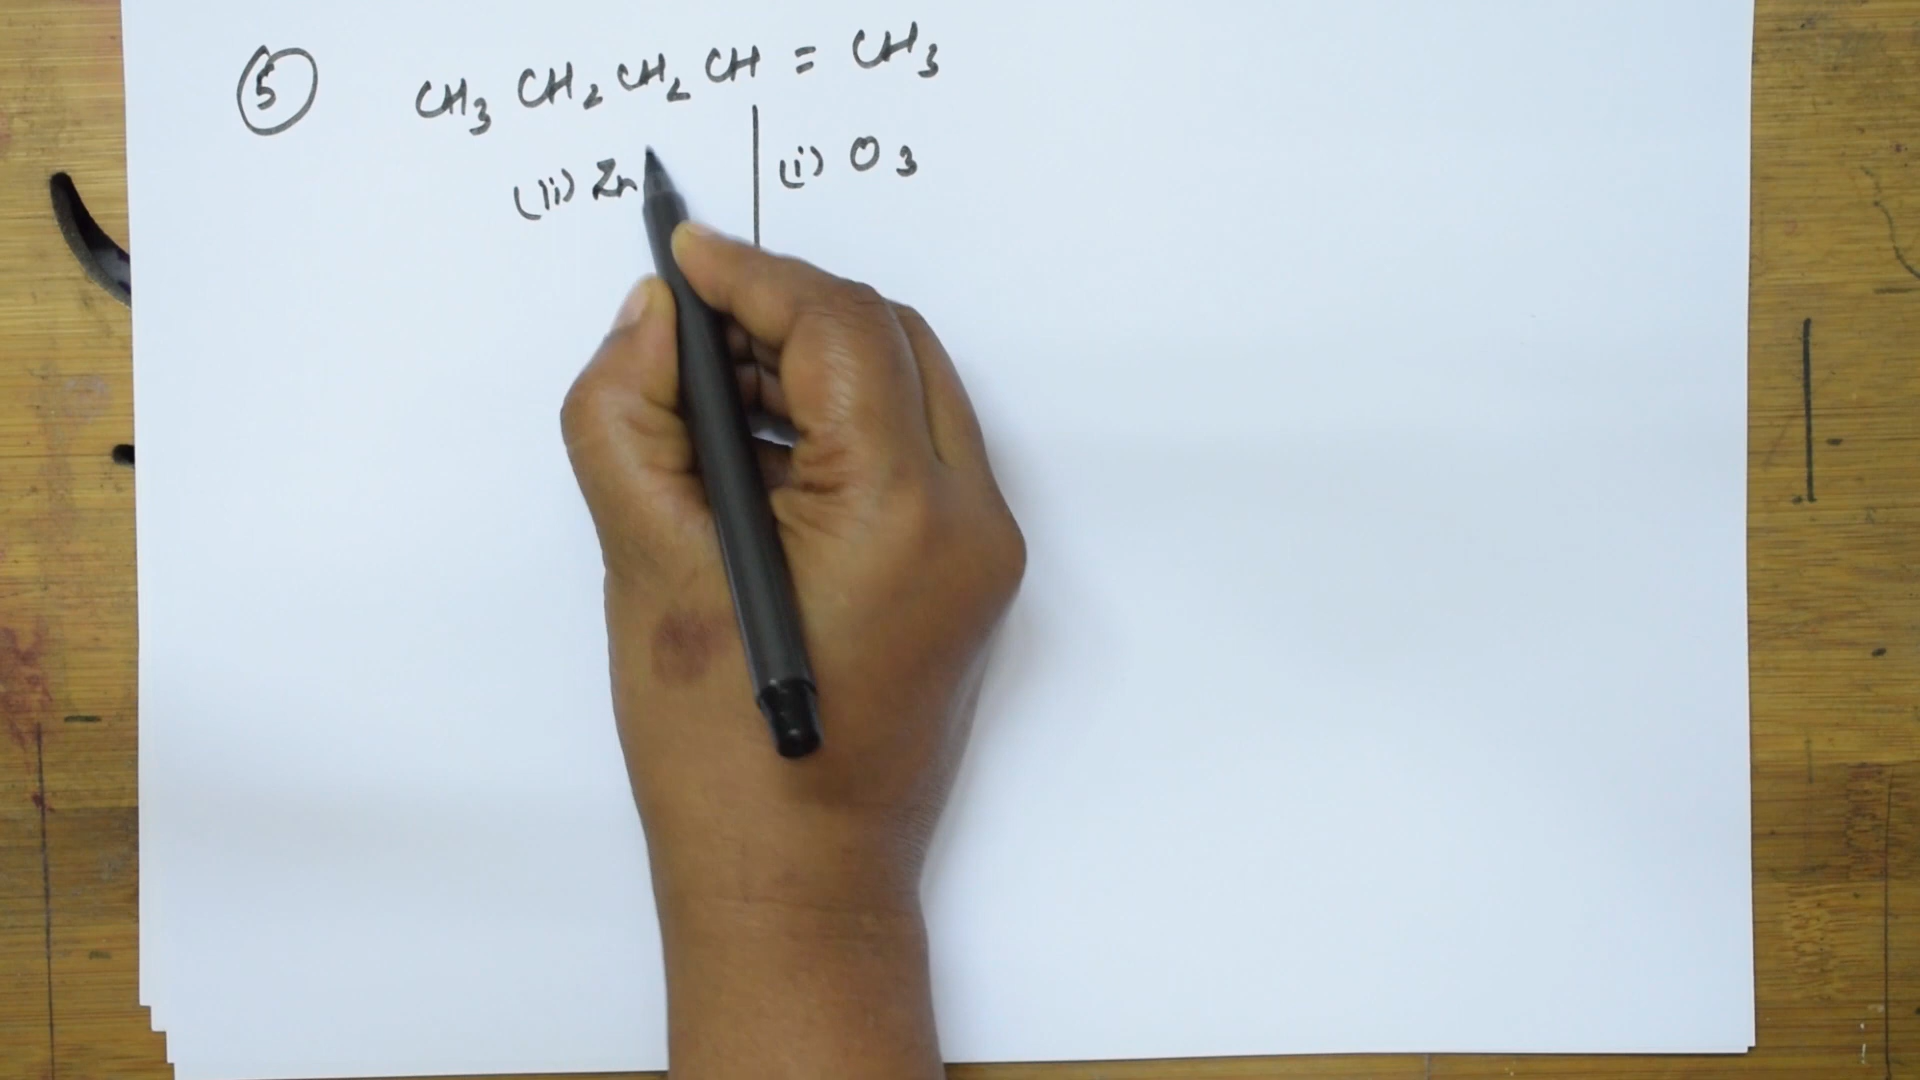 5 CH3 CH2 CH2 CH = CH3
(ii) Zn (i) O3